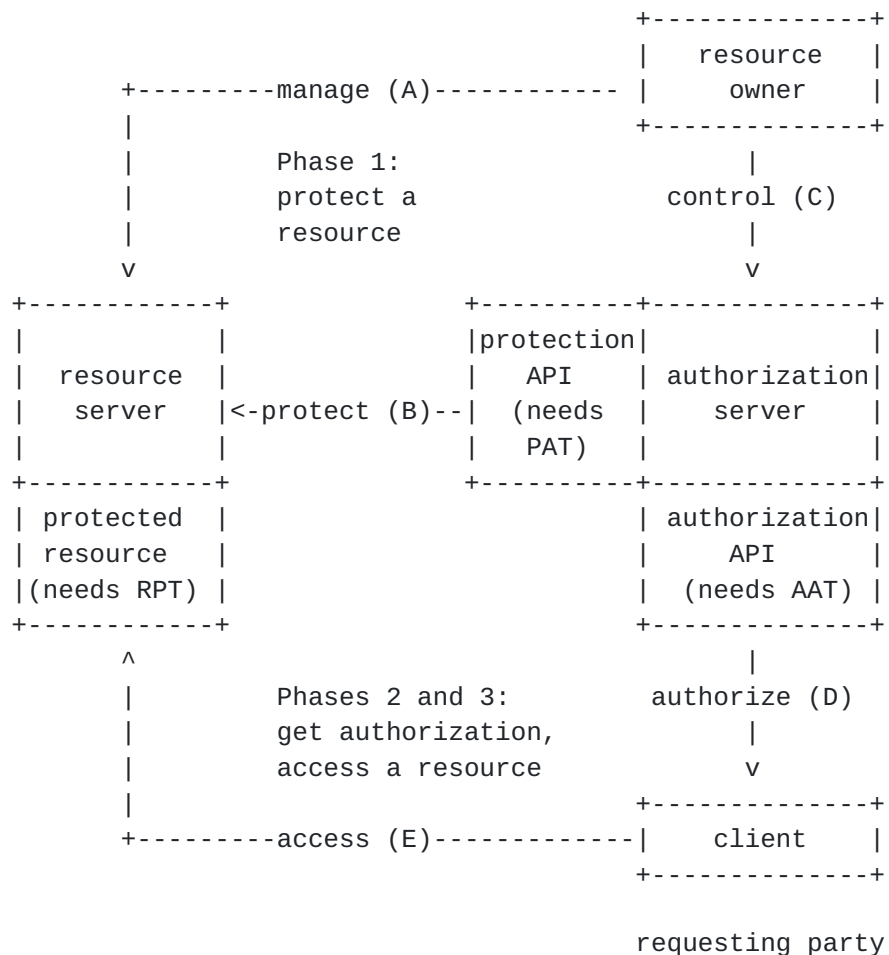 +--------------+
                                         |   resource   |
       +---------manage (A)------------ |     owner    |
       |                                 +--------------+
       |         Phase 1:                       |
       |         protect a                control (C)
       |         resource                       |
       v                                        v
+------------+               +----------+--------------+
|            |               |protection|              |
|  resource  |               |   API    | authorization|
|   server   |<-protect (B)--|  (needs  |    server    |
|            |               |   PAT)   |              |
+------------+               +----------+--------------+
| protected  |                          | authorization|
| resource   |                          |     API      |
|(needs RPT) |                          |  (needs AAT) |
+------------+                          +--------------+
       ^                                        |
       |         Phases 2 and 3:         authorize (D)
       |         get authorization,             |
       |         access a resource              v
       |                                 +--------------+
       +---------access (E)-------------|    client    |
                                         +--------------+

                                         requesting party